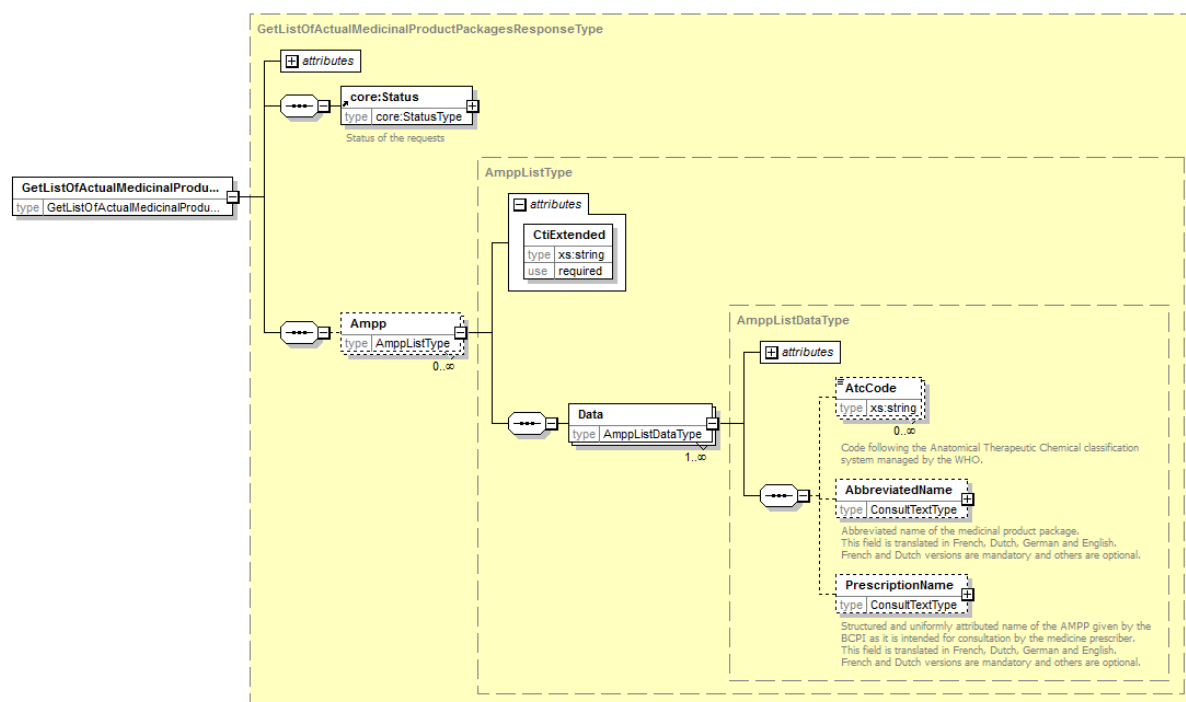 GetListOfActualMedicinalProductPackagesResponseType
attributes
core:Status
type core:StatusType
Status of the requests
GetListOfActualMedicinalProdu...
type GetListOfActualMedicinalProdu...
AmppListType
attributes
CtiExtended
type xs:string
use required
Ampp
type AmppListType
0..∞
AmppListDataType
attributes
Data
type AmppListDataType
1..∞
AtcCode
type xs:string
0..∞
Code following the Anatomical Therapeutic Chemical classification
system managed by the WHO.
AbbreviatedName
type ConsultTextType
Abbreviated name of the medicinal product package.
This field is translated in French, Dutch, German and English.
French and Dutch versions are mandatory and others are optional.
PrescriptionName
type ConsultTextType
Structured and uniformly attributed name of the AMPP given by the
BCPI as it is intended for consultation by the medicine prescriber.
This field is translated in French, Dutch, German and English.
French and Dutch versions are mandatory and others are optional.